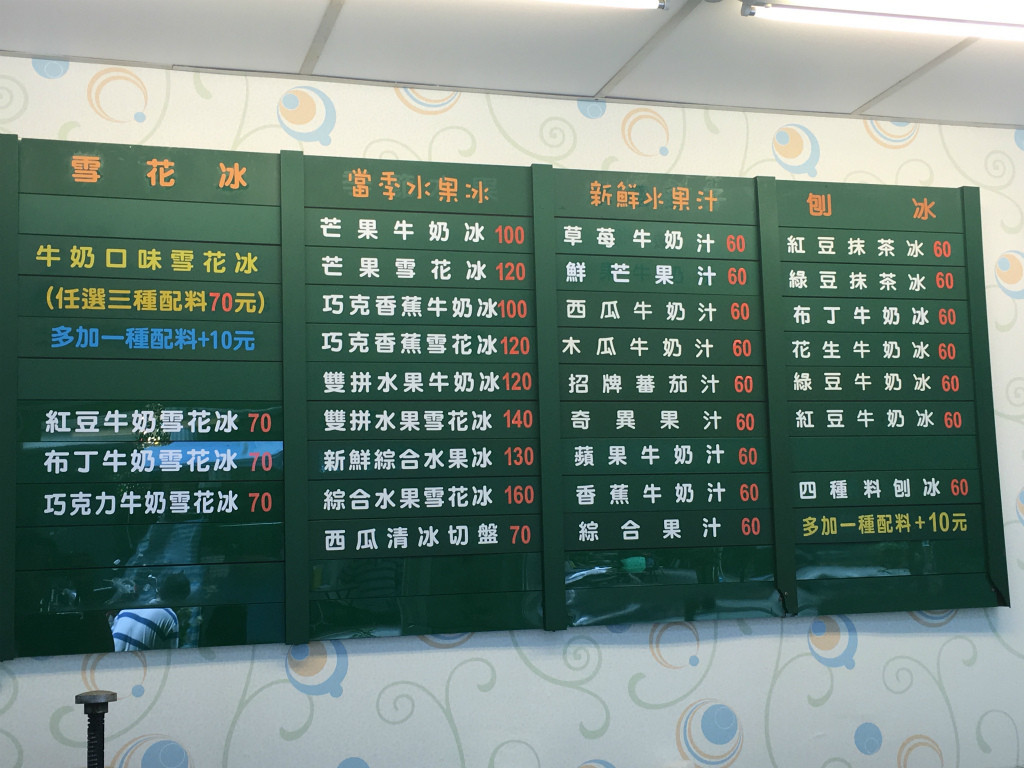 雪花冰
牛奶口味雪花冰
(任選三種配料70元)
多加一種配料+10元
紅豆牛奶雪花冰 70
布丁牛奶雪花冰 70
巧克力牛奶雪花冰 70
當季水果冰
芒果牛奶冰 100
芒果雪花冰 120
巧克香蕉牛奶冰 100
巧克香蕉雪花冰 120
雙拼水果牛奶冰 120
雙拼水果雪花冰 140
新鮮綜合水果冰 130
綜合水果雪花冰 160
西瓜清冰切盤 70
新鮮水果汁
草莓牛奶汁 60
鮮芒果汁 60
西瓜牛奶汁 60
木瓜牛奶汁 60
招牌蕃茄汁 60
奇異果汁 60
蘋果牛奶汁 60
香蕉牛奶汁 60
綜合果汁 60
刨冰
紅豆抹茶冰 60
綠豆抹茶冰 60
布丁牛奶冰 60
花生牛奶冰 60
綠豆牛奶冰 60
紅豆牛奶冰 60
四種料刨冰 60
多加一種配料+10元